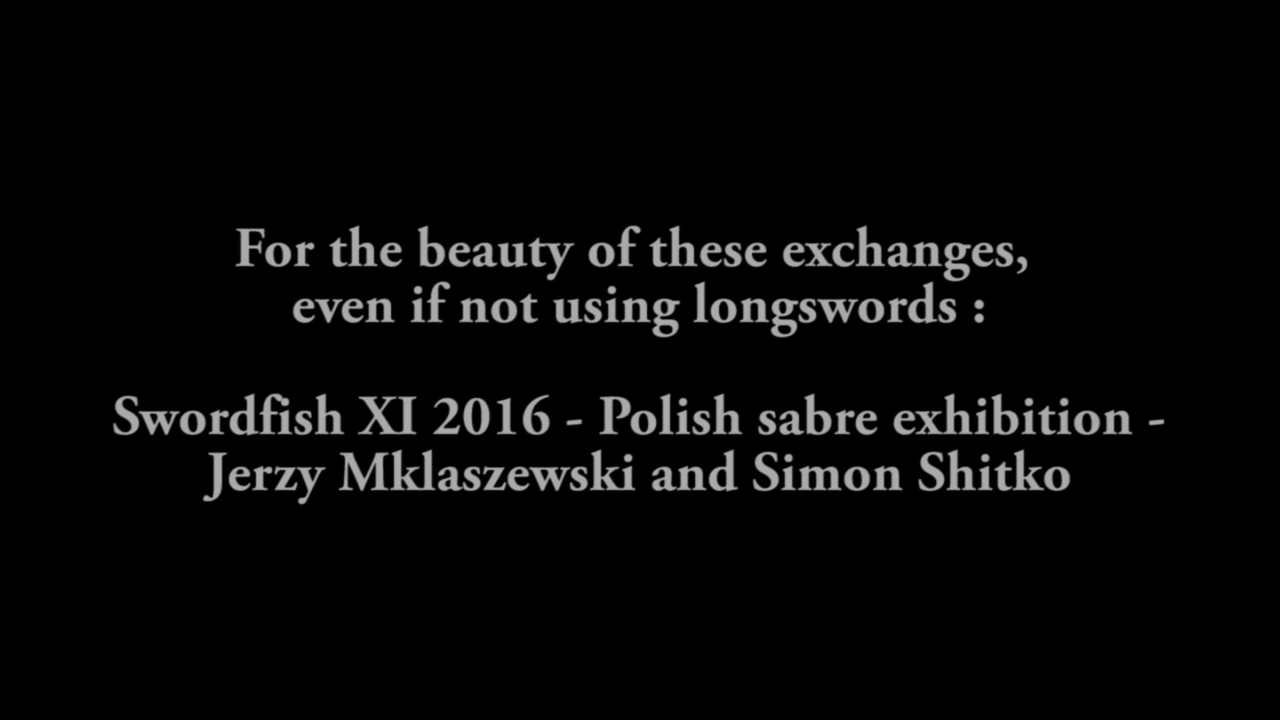 For the beauty of these exchanges,
even if not using longswords :
Swordfish XI 2016 - Polish sabre exhibition -
Jerzy Mklaszewski and Simon Shitko